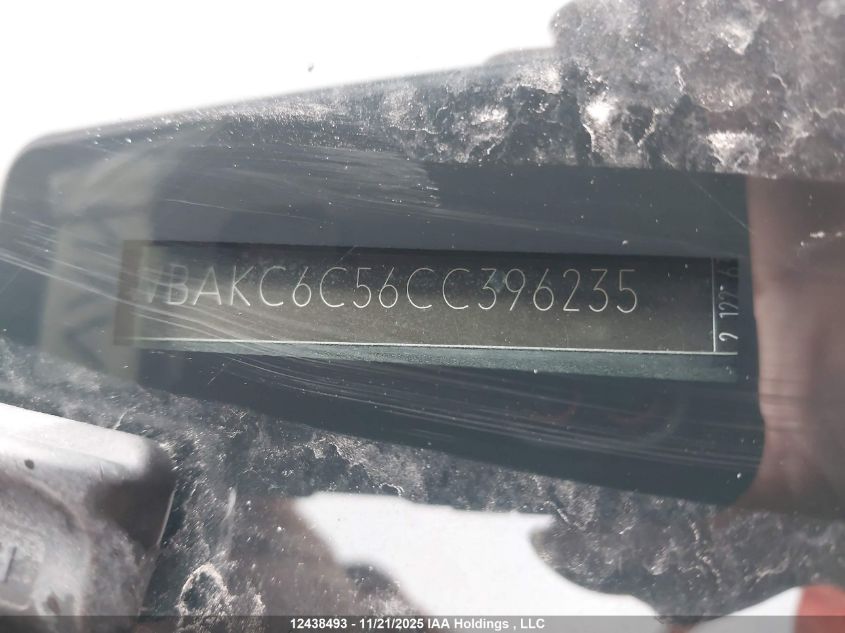 WBAKC6C56CC396235
12438493 - 11/21/2025 IAA Holdings , LLC